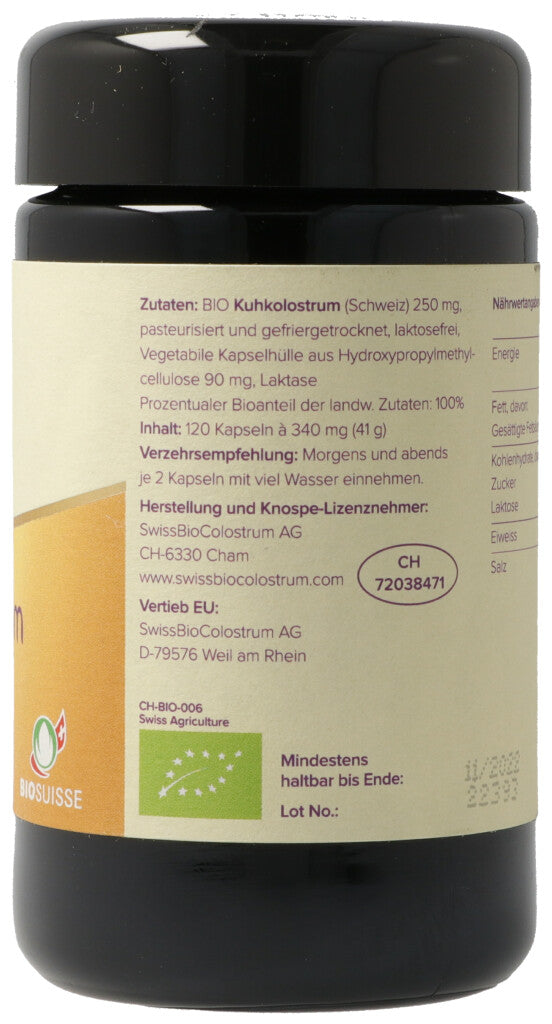 Zutaten: BIO Kuhkolostrum (Schweiz) 250 mg,
pasteurisiert und gefriergetrocknet, laktosefrei,
Vegetabile Kapselhülle aus Hydroxypropylmethyl-
cellulose 90 mg, Laktase
Prozentualer Bioanteil der landw. Zutaten: 100%
Inhalt: 120 Kapseln à 340 mg (41 g)
Verzehrsempfehlung: Morgens und abends
je 2 Kapseln mit viel Wasser einnehmen.
Herstellung und Knospe-Lizenznehmer:
SwissBioColostrum AG
CH-6330 Cham
www.swissbiocolostrum.com
CH
72038471
Vertieb EU:
SwissBioColostrum AG
D-79576 Weil am Rhein
CH-BIO-006
Swiss Agriculture
Mindestens
haltbar bis Ende: 11/2022
Lot No.: 22393
m
BIOSUISSE
Energie
Fett, davon:
Gesättigte
Kohlenhydrate,
Zucker
Laktose
Eiweiss
Salz